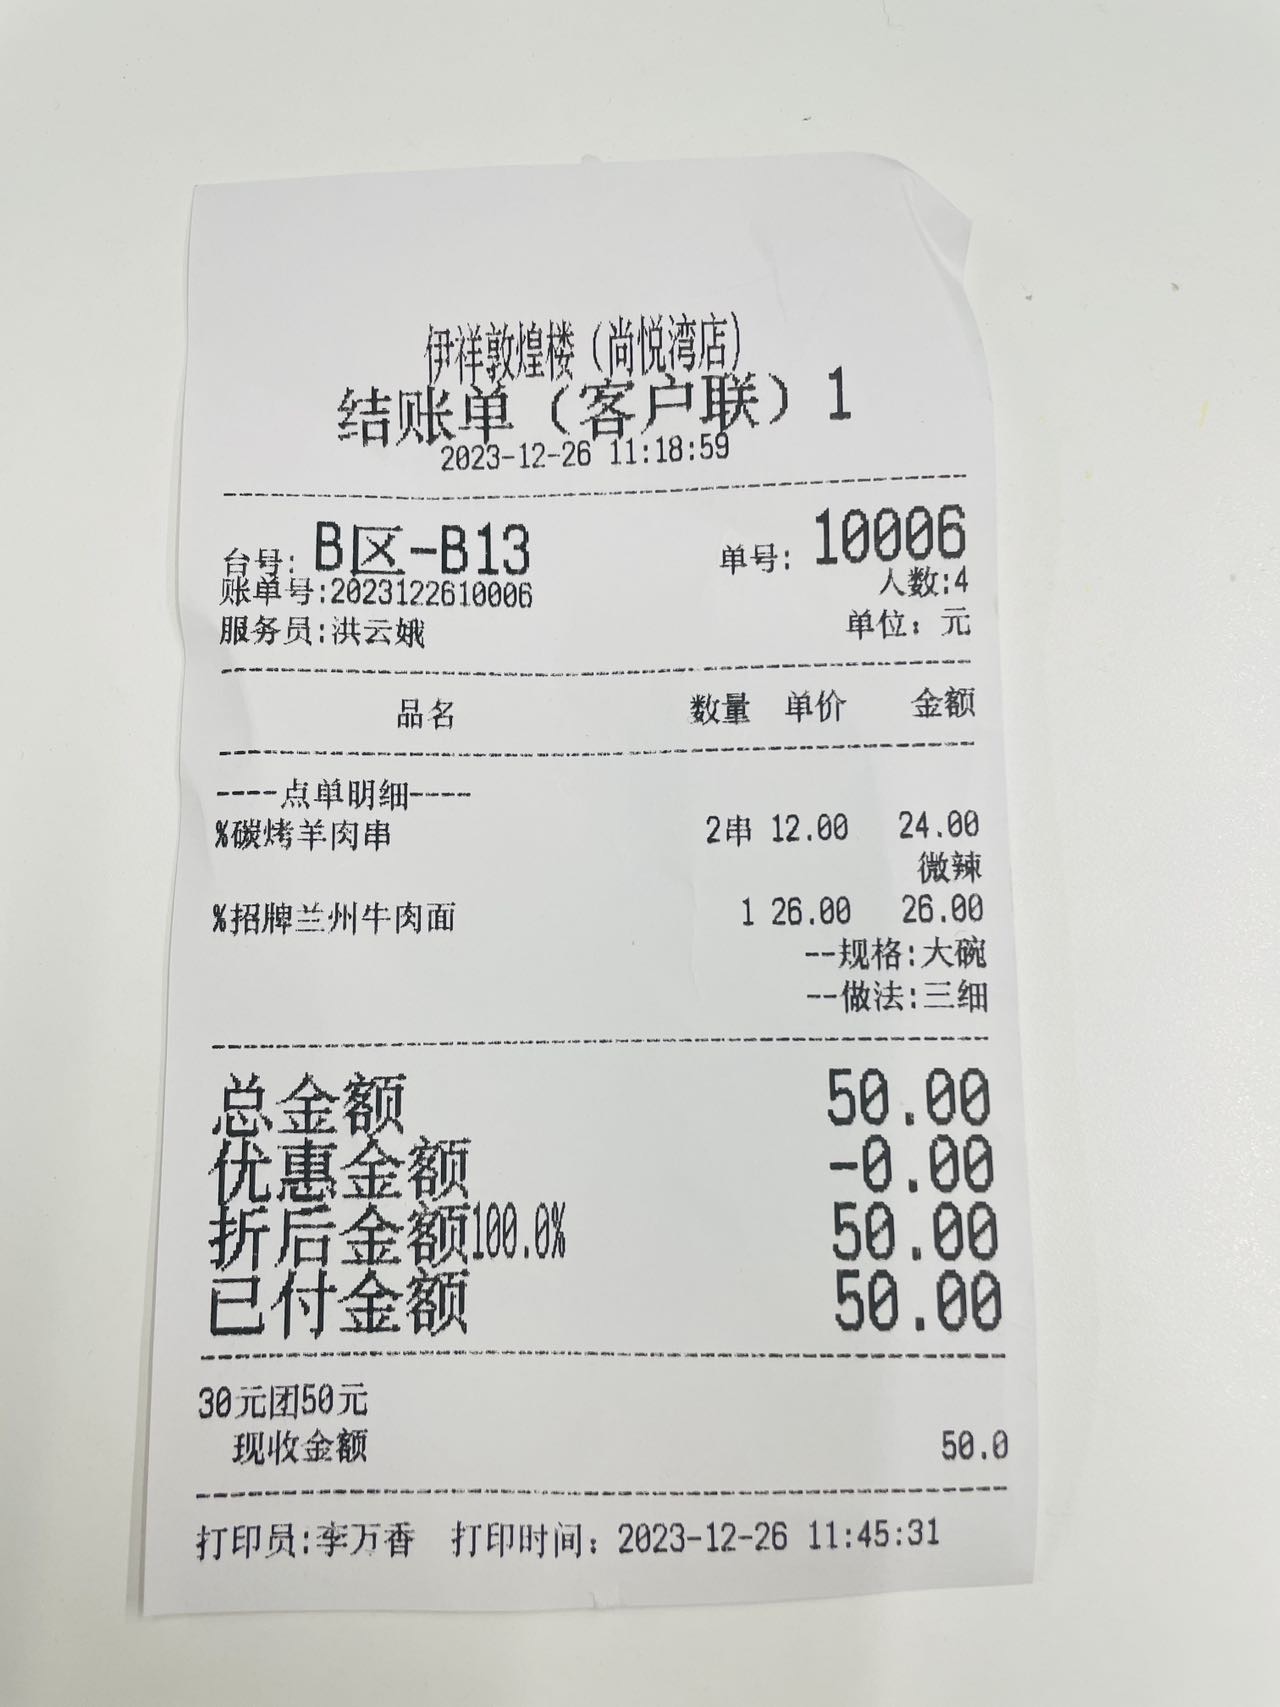 伊祥敦煌楼（尚悦湾店）
结账单（客户联）1
2023-12-26 11:18:59
台号: B区-B13 单号: 10006
账单号:2023122610006 人数:4
服务员:洪云娥 单位：元
品名 数量 单价 金额
----点单明细----
%碳烤羊肉串 2串 12.00 24.00
微辣
%招牌兰州牛肉面 1 26.00 26.00
--规格:大碗
--做法:三细
总金额 50.00
优惠金额 -0.00
折后金额100.0% 50.00
已付金额 50.00
30元团50元
现收金额 50.0
打印员:李万香 打印时间：2023-12-26 11:45:31